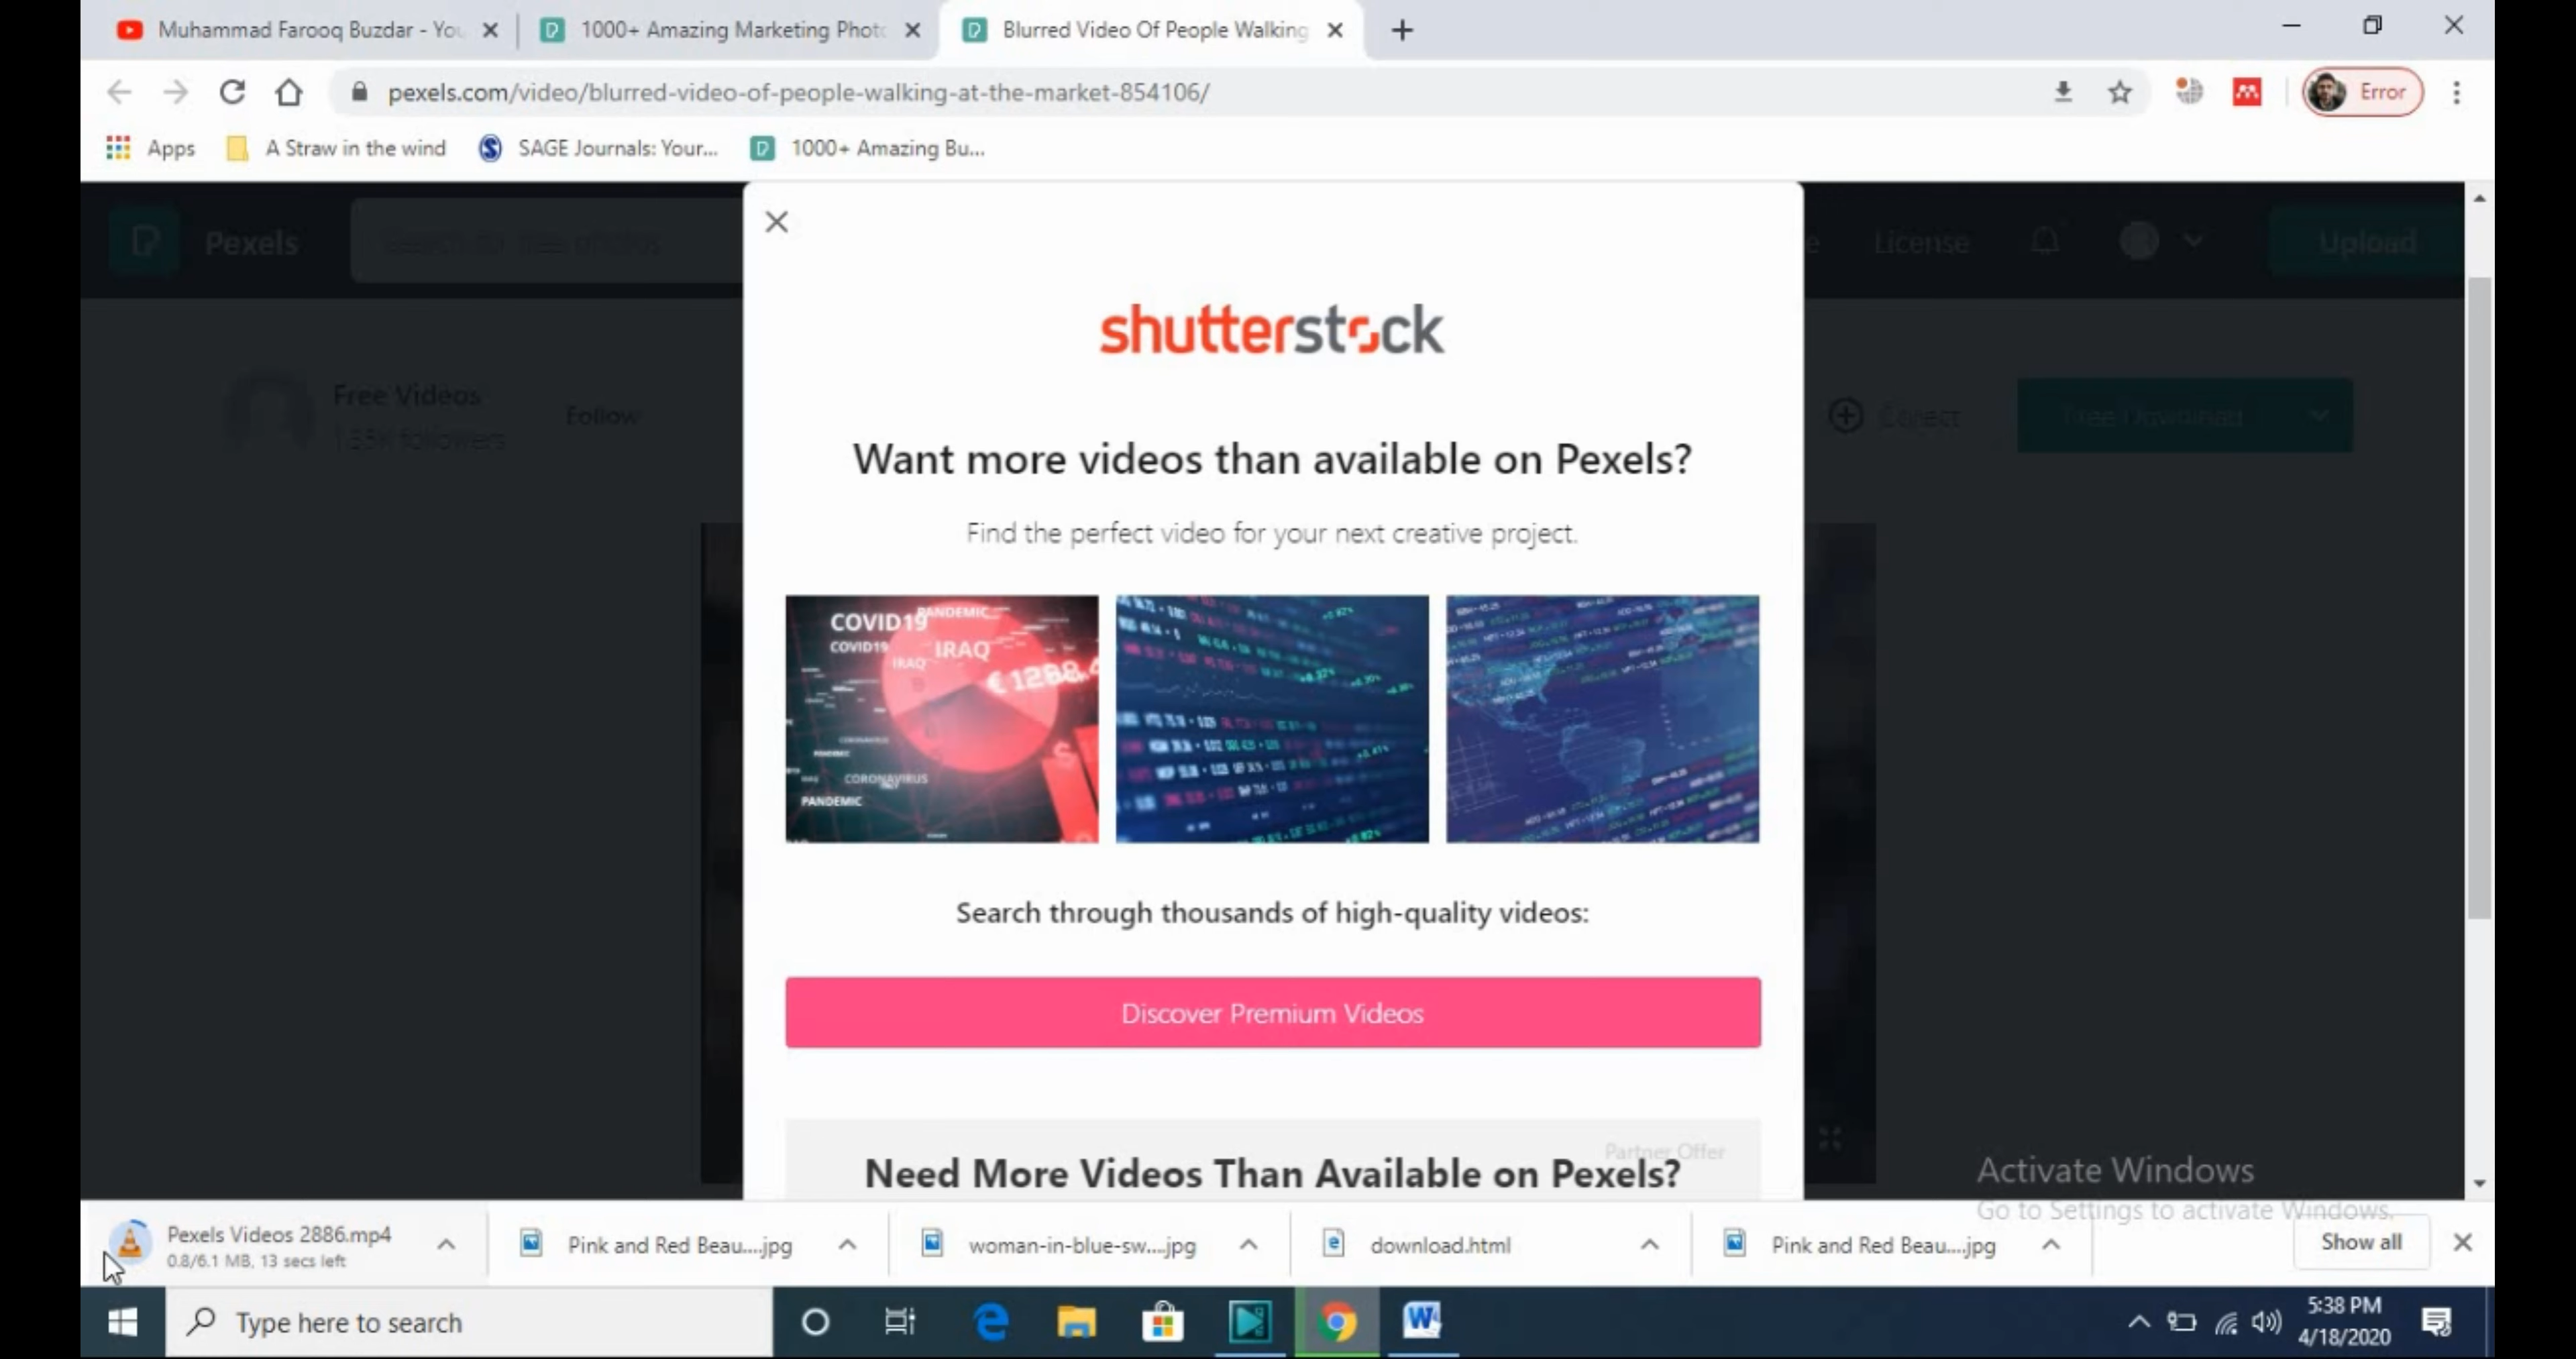 Muhammad Farooq Buzdar - You
1000+ Amazing Marketing Photo
Blurred Video Of People Walking
pexels.com/video/blurred-video-of-people-walking-at-the-market-854106/
Error
Apps
A Straw in the wind
SAGE Journals: Your...
1000+ Amazing Bu...
Pexels
License
Upload
shutterstock
Free Videos
Follow
Want more videos than available on Pexels?
Find the perfect video for your next creative project.
COVID19
PANDEMIC
COVID19
IRAQ
IRAQ
€ 1288.4
CORONAVIRUS
PANDEMIC
Search through thousands of high-quality videos:
Discover Premium Videos
Partner Offer
Need More Videos Than Available on Pexels?
Activate Windows
Go to Settings to activate Windows.
Pexels Videos 2886.mp4
0.8/6.1 MB, 13 secs left
Pink and Red Beau....jpg
woman-in-blue-sw....jpg
download.html
Pink and Red Beau....jpg
Show all
Type here to search
5:38 PM
4/18/2020